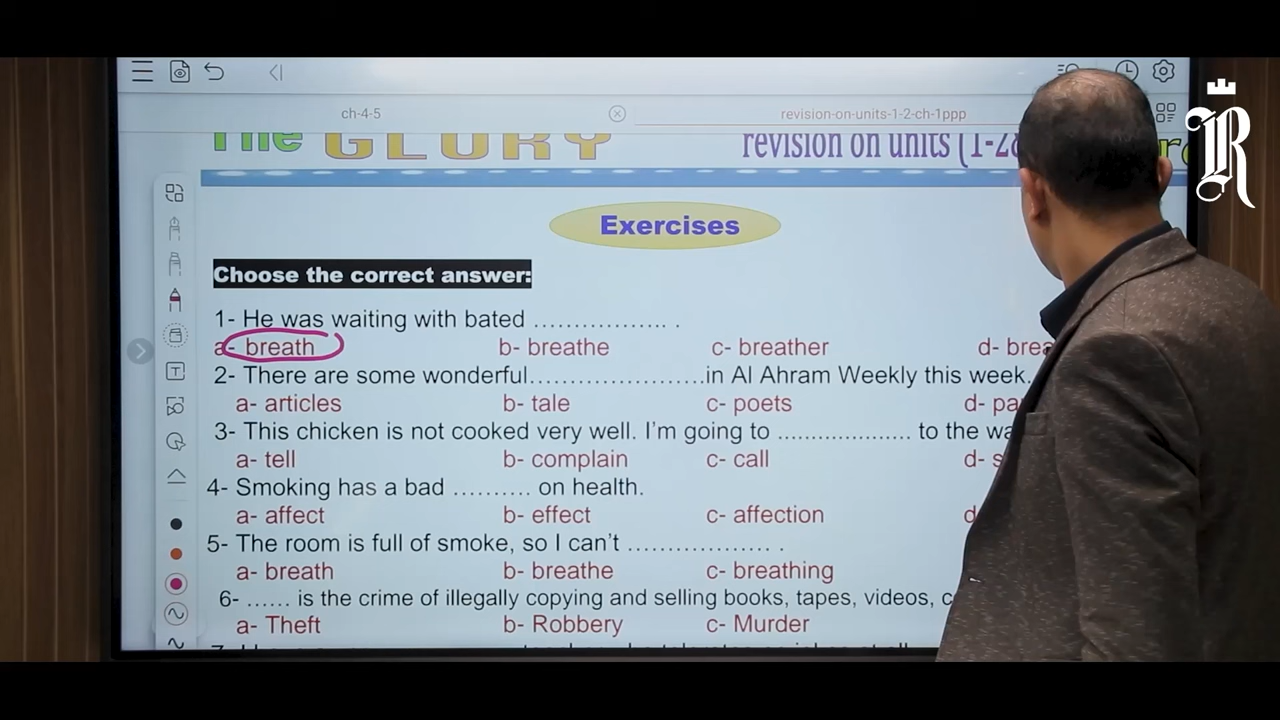 ch-4-5
revision-on-units-1-2-ch-1ppp
The GLORY revision on units (1-2&
Exercises
Choose the correct answer:
1- He was waiting with bated ................. .
a- breath b- breathe c- breather d- brea
2- There are some wonderful.......................in Al Ahram Weekly this week.
a- articles b- tale c- poets d- pa
3- This chicken is not cooked very well. I'm going to ................... to the wa
a- tell b- complain c- call d- s
4- Smoking has a bad .......... on health.
a- affect b- effect c- affection d
5- The room is full of smoke, so I can't ................... .
a- breath b- breathe c- breathing
6- ...... is the crime of illegally copying and selling books, tapes, videos, c
a- Theft b- Robbery c- Murder
R